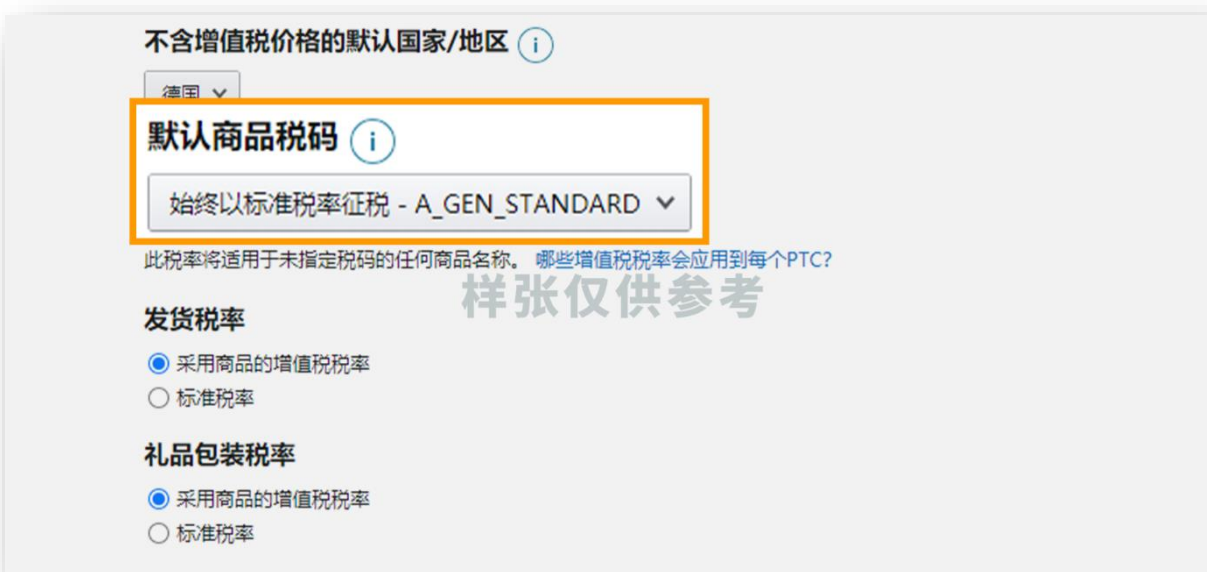 不含增值税价格的默认国家/地区 i
德国
默认商品税码 i
始终以标准税率征税 - A_GEN_STANDARD
此税率将适用于未指定税码的任何商品名称。 哪些增值税税率会应用到每个PTC?
样张仅供参考
发货税率
采用商品的增值税税率
标准税率
礼品包装税率
采用商品的增值税税率
标准税率